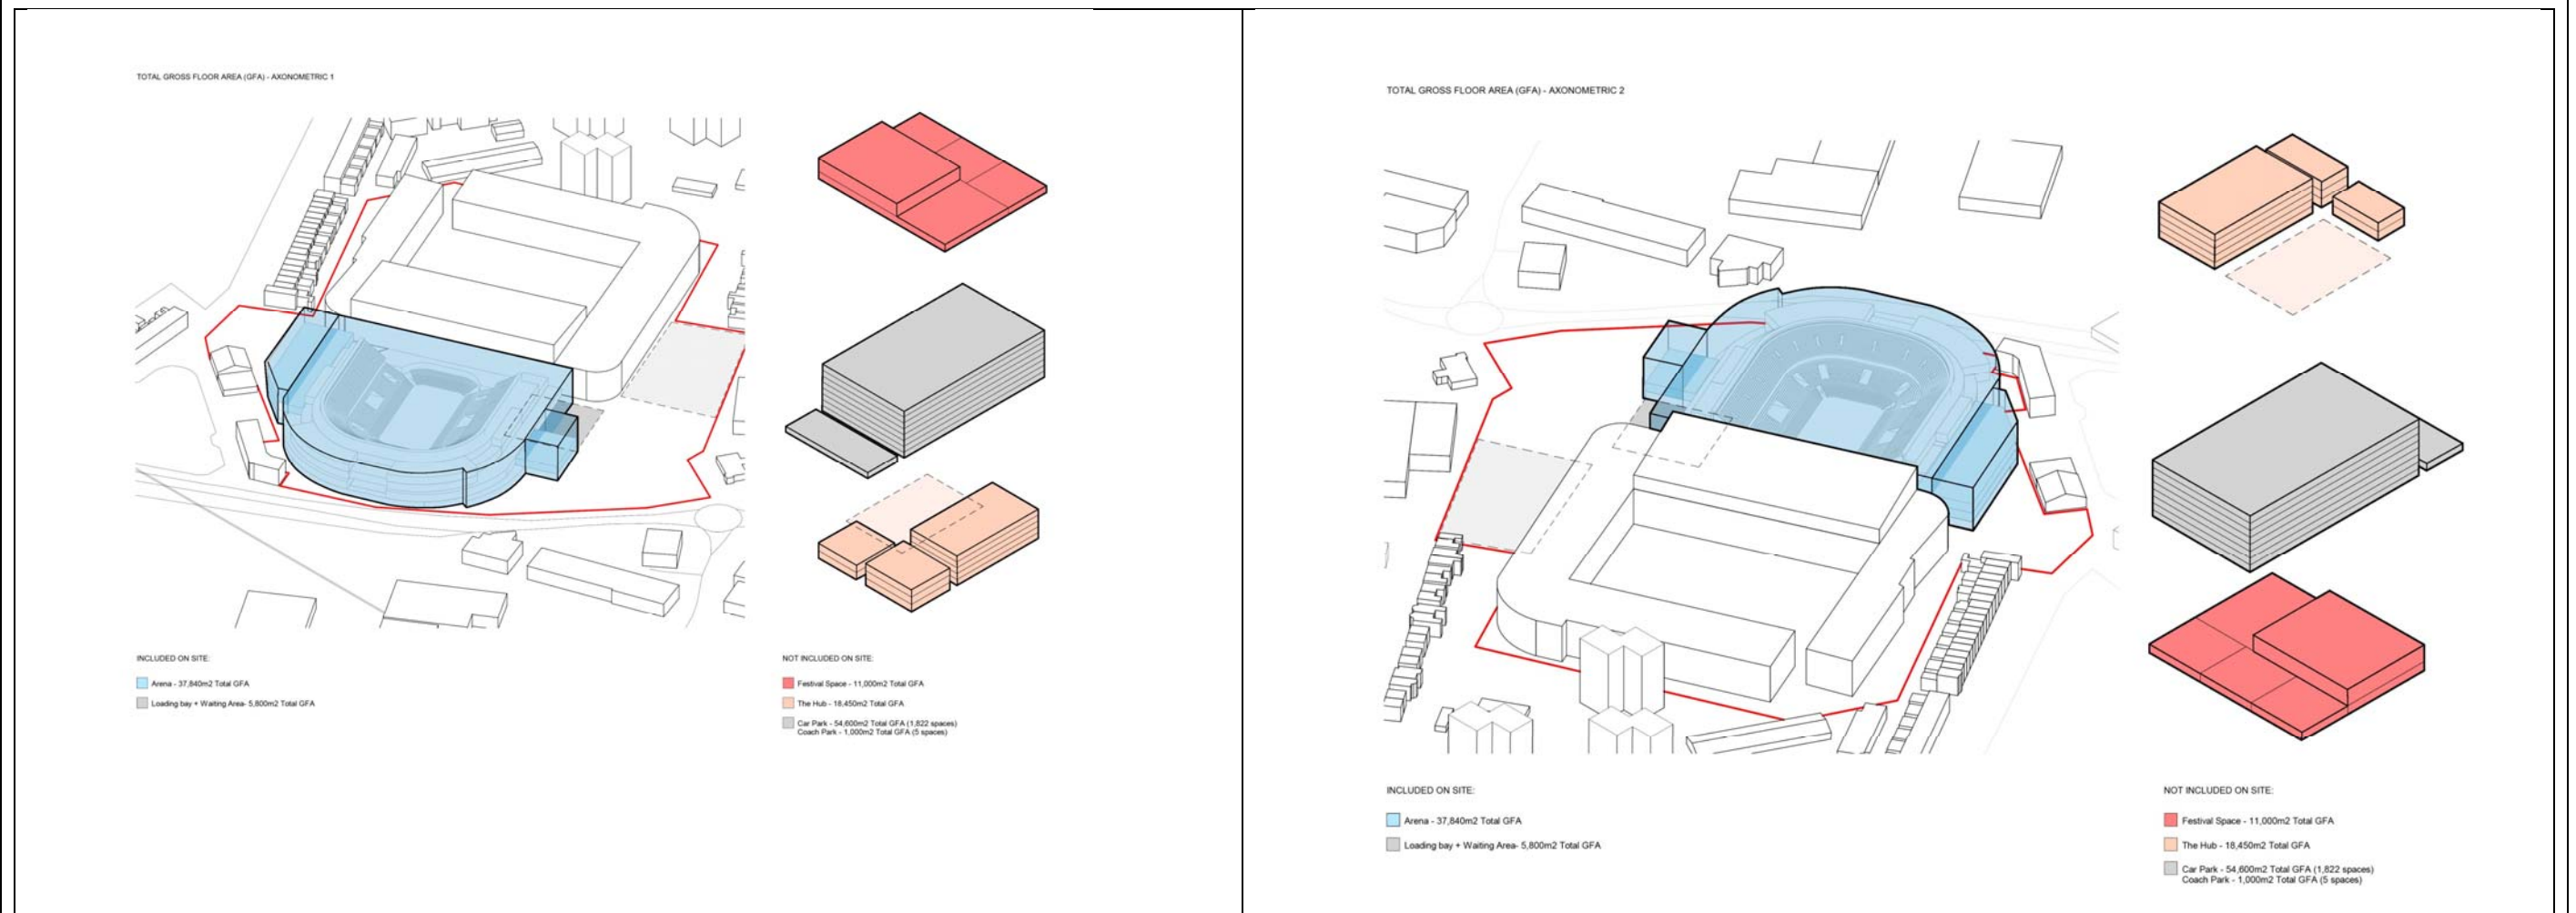 TOTAL GROSS FLOOR AREA (GFA) - AXONOMETRIC 1
INCLUDED ON SITE:
Arena - 37,840m2 Total GFA
Loading bay + Waiting Area- 5,800m2 Total GFA
NOT INCLUDED ON SITE:
Festival Space - 11,000m2 Total GFA
The Hub - 18,450m2 Total GFA
Car Park - 54,600m2 Total GFA (1,822 spaces)
Coach Park - 1,000m2 Total GFA (5 spaces)
TOTAL GROSS FLOOR AREA (GFA) - AXONOMETRIC 2
INCLUDED ON SITE:
Arena - 37,840m2 Total GFA
Loading bay + Waiting Area- 5,800m2 Total GFA
NOT INCLUDED ON SITE:
Festival Space - 11,000m2 Total GFA
The Hub - 18,450m2 Total GFA
Car Park - 54,600m2 Total GFA (1,822 spaces)
Coach Park - 1,000m2 Total GFA (5 spaces)